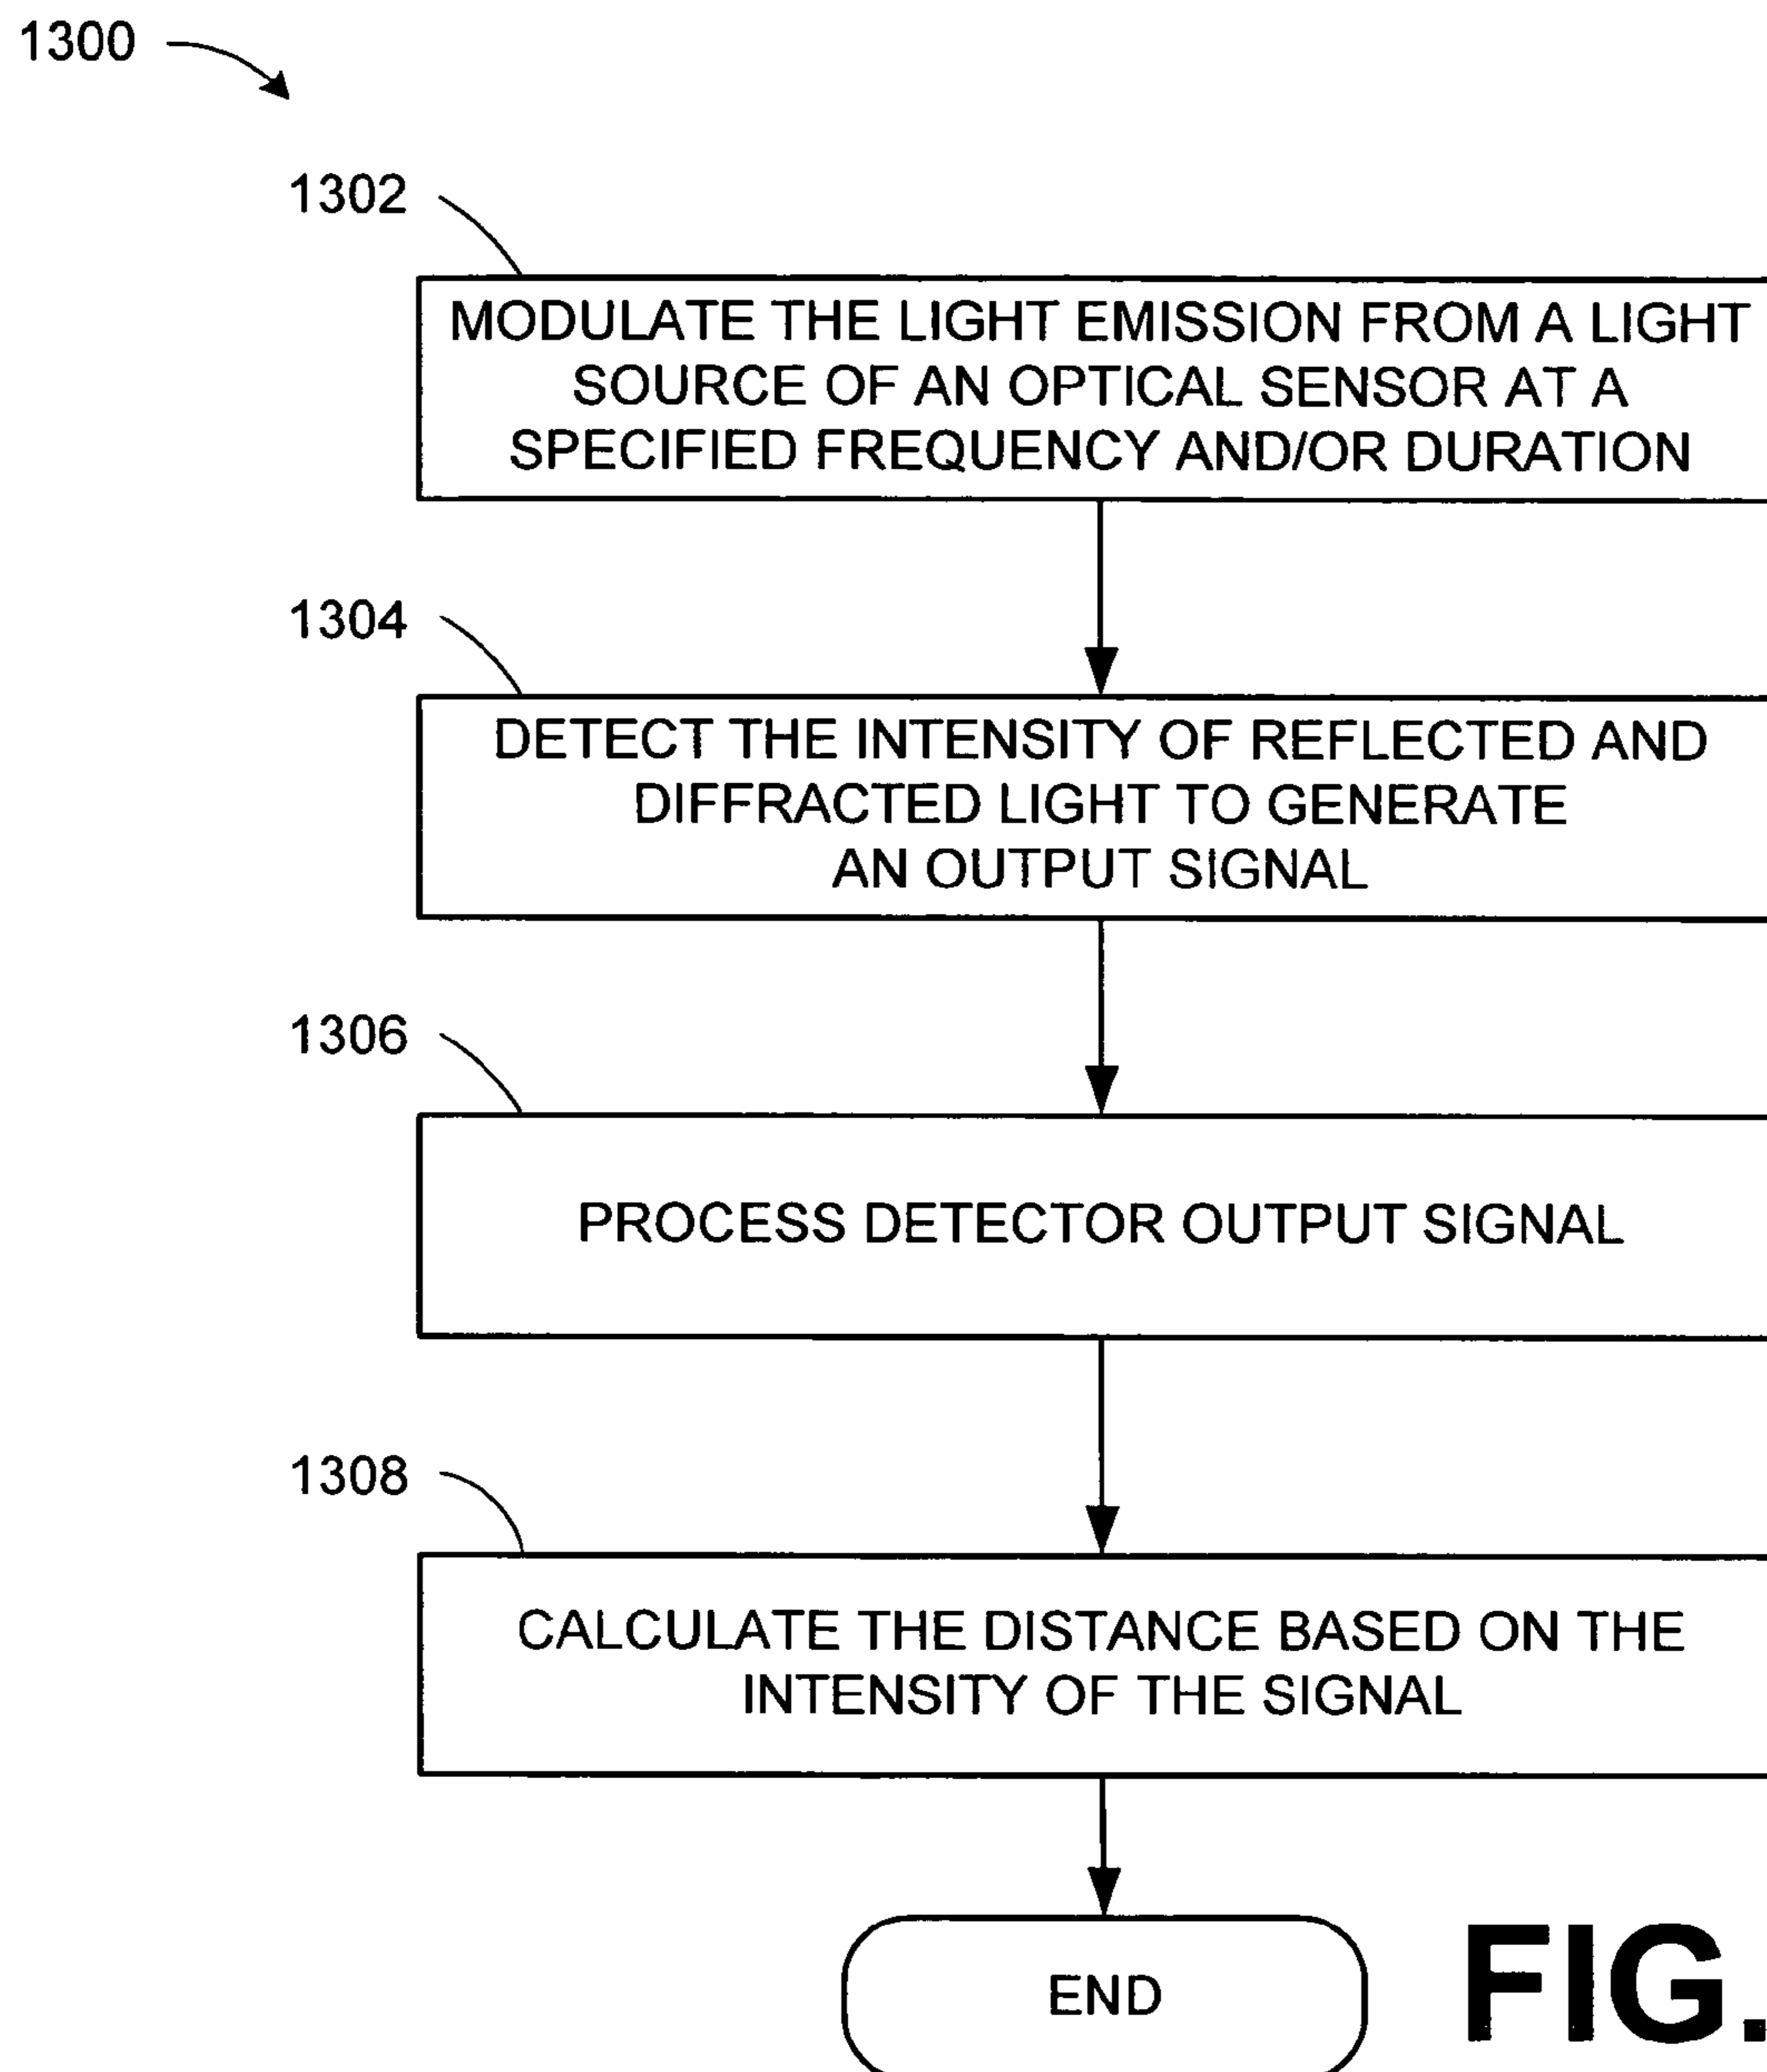 1300
1302
MODULATE THE LIGHT EMISSION FROM A LIGHT
SOURCE OF AN OPTICAL SENSOR AT A
SPECIFIED FREQUENCY AND/OR DURATION
1304
DETECT THE INTENSITY OF REFLECTED AND
DIFFRACTED LIGHT TO GENERATE
AN OUTPUT SIGNAL
1306
PROCESS DETECTOR OUTPUT SIGNAL
1308
CALCULATE THE DISTANCE BASED ON THE
INTENSITY OF THE SIGNAL
END
FIG.